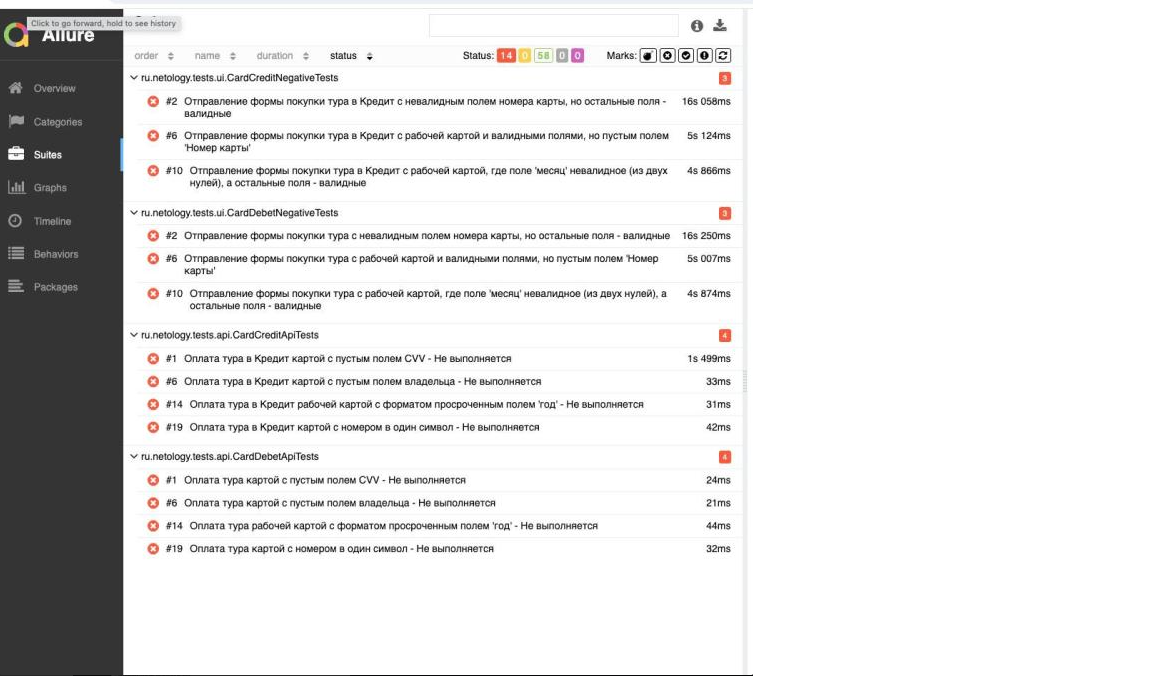 Click to go forward, hold to see history
Allure
order name duration status Status: 14 0 58 0 0 Marks:
Overview
Categories
Suites
Graphs
Timeline
Behaviors
Packages
ru.netology.tests.ui.CardCreditNegativeTests 3
#2 Отправление формы покупки тура в Кредит с невалидным полем номера карты, но остальные поля - 16s 058ms
валидные
#6 Отправление формы покупки тура в Кредит с рабочей картой и валидными полями, но пустым полем 5s 124ms
'Номер карты'
#10 Отправление формы покупки тура в Кредит с рабочей картой, где поле 'месяц' невалидное (из двух 4s 866ms
нулей), а остальные поля - валидные
ru.netology.tests.ui.CardDebetNegativeTests 3
#2 Отправление формы покупки тура с невалидным полем номера карты, но остальные поля - валидные 16s 250ms
#6 Отправление формы покупки тура с рабочей картой и валидными полями, но пустым полем 'Номер 5s 007ms
карты'
#10 Отправление формы покупки тура с рабочей картой, где поле 'месяц' невалидное (из двух нулей), а 4s 874ms
остальные поля - валидные
ru.netology.tests.api.CardCreditApiTests 4
#1 Оплата тура в Кредит картой с пустым полем CVV - Не выполняется 1s 499ms
#6 Оплата тура в Кредит картой с пустым полем владельца - Не выполняется 33ms
#14 Оплата тура в Кредит рабочей картой с форматом просроченным полем 'год' - Не выполняется 31ms
#19 Оплата тура в Кредит картой с номером в один символ - Не выполняется 42ms
ru.netology.tests.api.CardDebetApiTests 4
#1 Оплата тура картой с пустым полем CVV - Не выполняется 24ms
#6 Оплата тура картой с пустым полем владельца - Не выполняется 21ms
#14 Оплата тура рабочей картой с форматом просроченным полем 'год' - Не выполняется 44ms
#19 Оплата тура картой с номером в один символ - Не выполняется 32ms